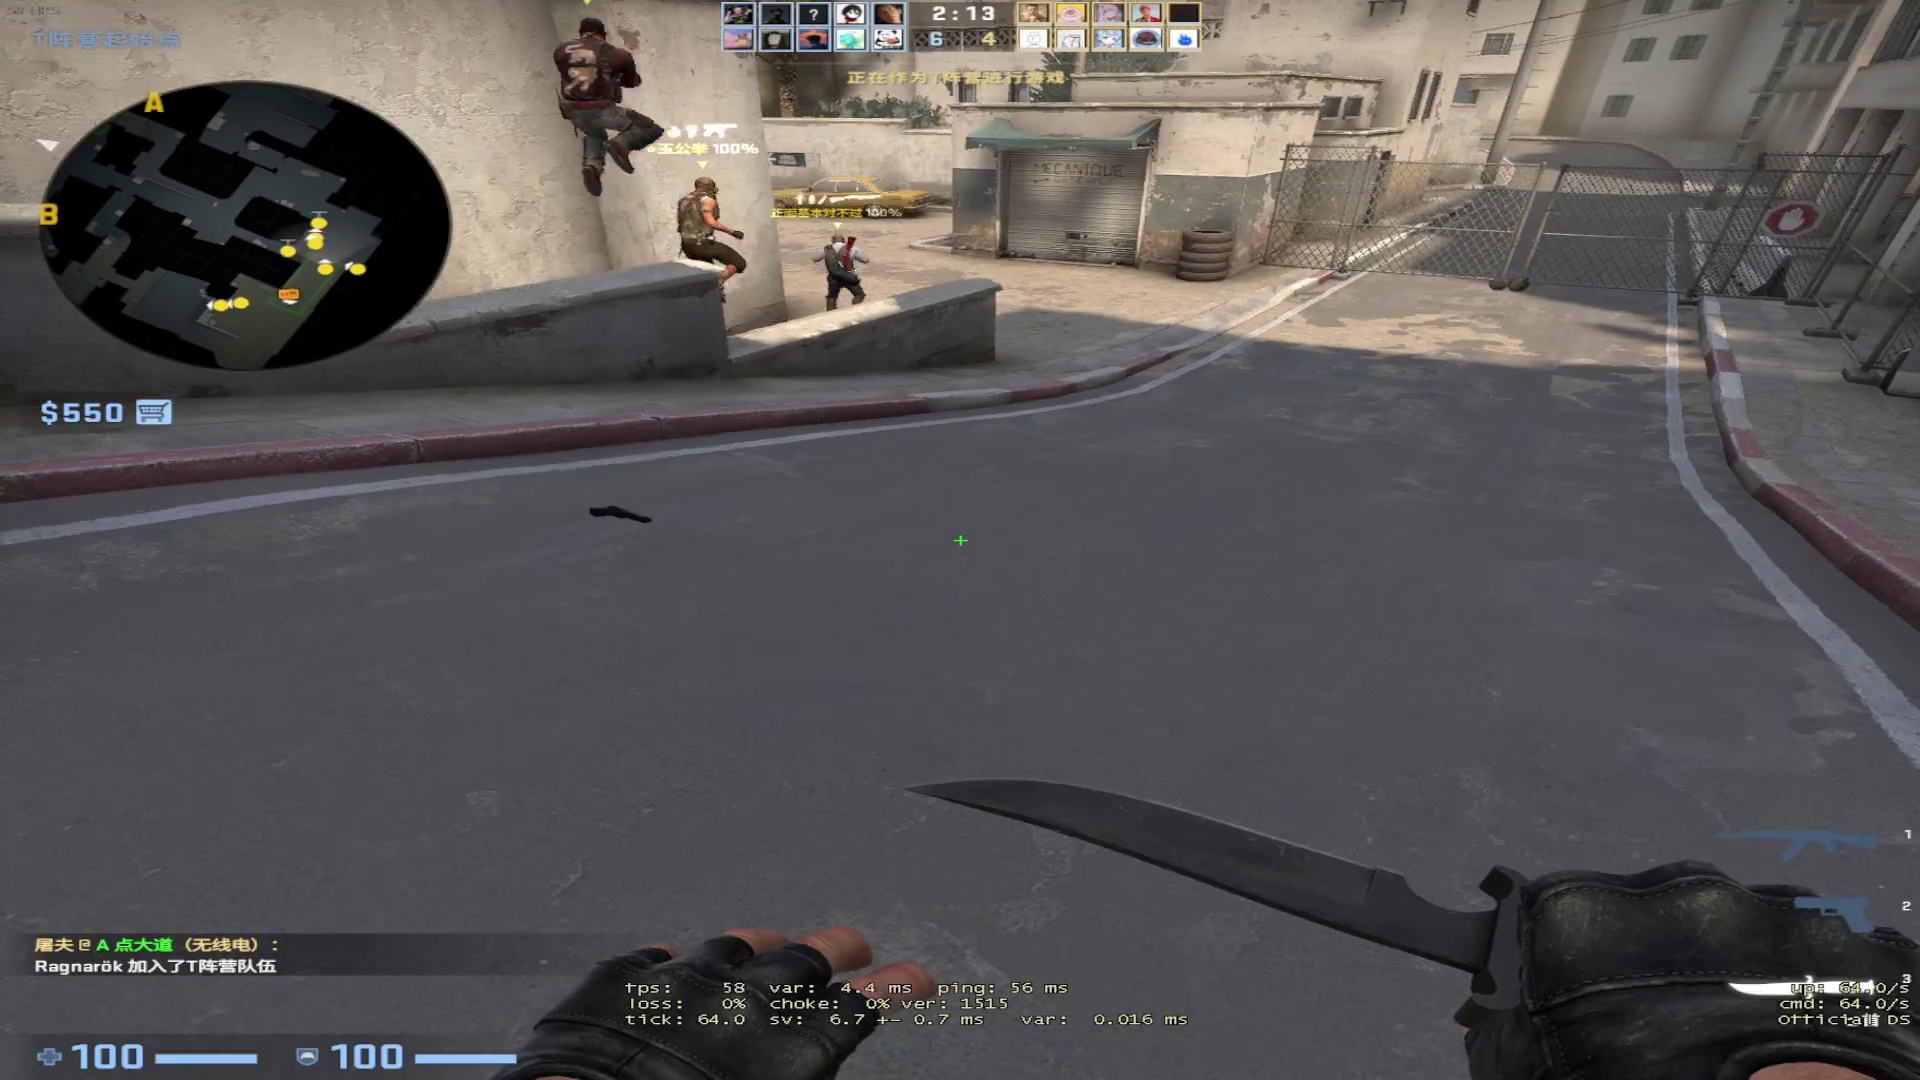 T阵营起始点
A
B
$550
?
2:13
6 4
正在作为T阵营进行游戏
玉公举 100%
正面基本对不过 100%
MECANIQUE
1
2
3
屠夫 @ A 点大道 （无线电）：
Ragnarök 加入了T阵营队伍
fps: 58 var: 4.4 ms ping: 56 ms
loss: 0% choke: 0% ver: 1515
tick: 64.0 sv: 6.7 +- 0.7 ms var: 0.016 ms
up: 64.0/s
cmd: 64.0/s
Official DS
100
100